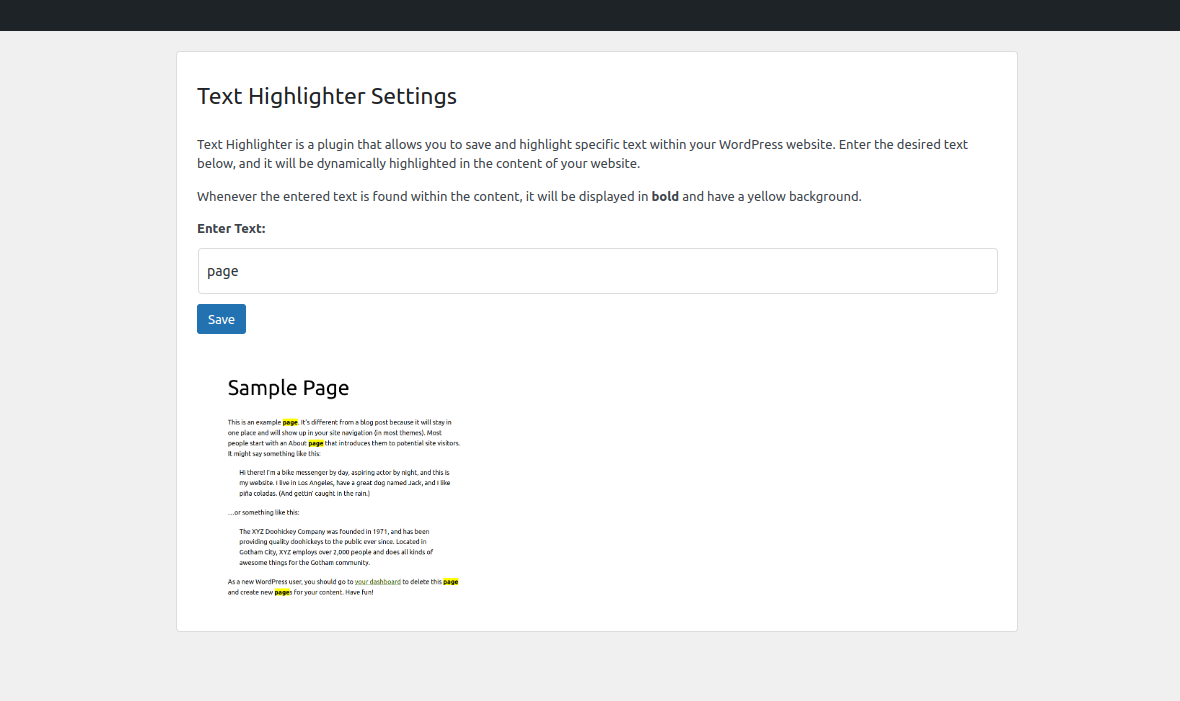 Text Highlighter Settings
Text Highlighter is a plugin that allows you to save and highlight specific text within your WordPress website. Enter the desired text
below, and it will be dynamically highlighted in the content of your website.
Whenever the entered text is found within the content, it will be displayed in bold and have a yellow background.
Enter Text:
page
Save
Sample Page
This is an example page. It's different from a blog post because it will stay in
one place and will show up in your site navigation (in most themes). Most
people start with an About page that introduces them to potential site visitors.
It might say something like this:
Hi there! I'm a bike messenger by day, aspiring actor by night, and this is
my website. I live in Los Angeles, have a great dog named Jack, and I like
piña coladas. (And gettin' caught in the rain.)
...or something like this:
The XYZ Doohickey Company was founded in 1971, and has been
providing quality doohickeys to the public ever since. Located in
Gotham City, XYZ employs over 2,000 people and does all kinds of
awesome things for the Gotham community.
As a new WordPress user, you should go to your dashboard to delete this page
and create new pages for your content. Have fun!